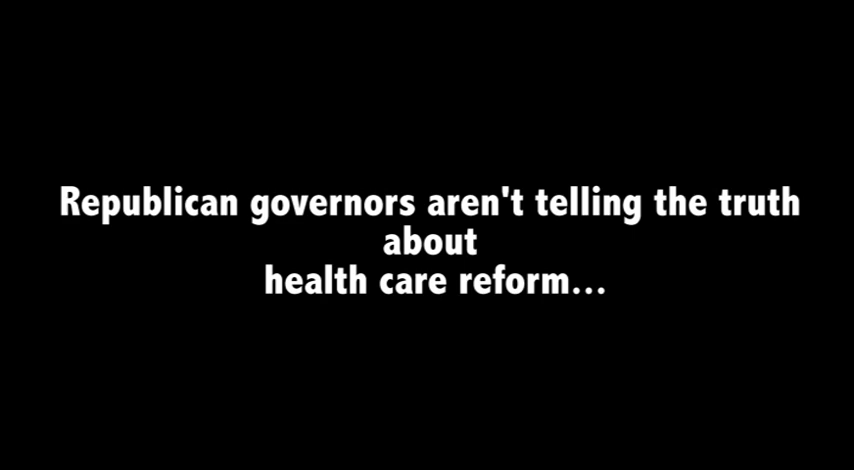 Republican governors aren't telling the truth
about
health care reform...